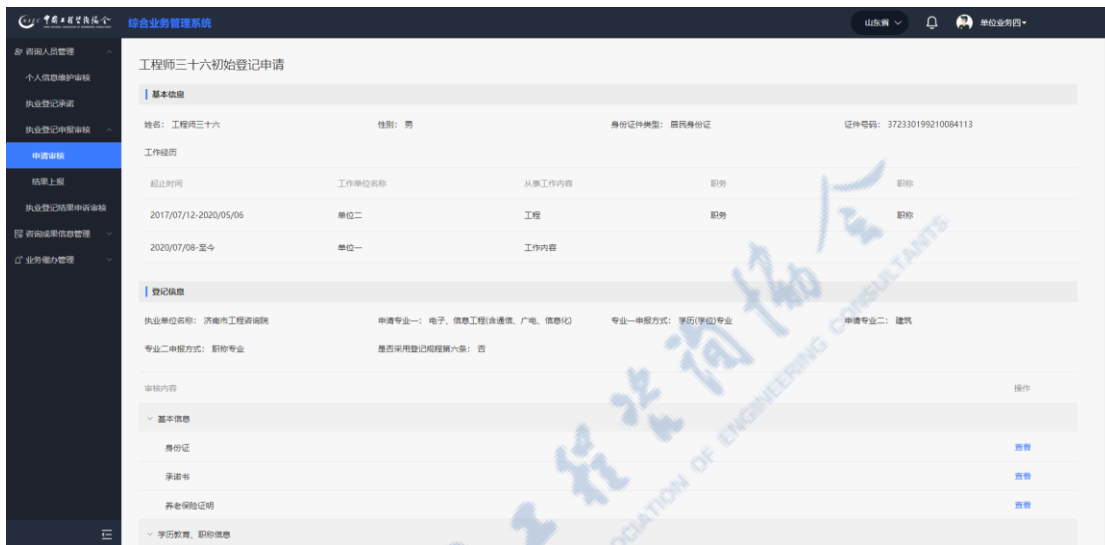 中国工程咨询协会 综合业务管理系统 山东省 单位业务四
咨询人员管理
个人信息维护审核
执业登记承诺
执业登记申报审核
申请审核
结果上报
执业登记结果申诉审核
咨询成果信息管理
业务催办管理
工程师三十六初始登记申请
基本信息
姓名： 工程师三十六 性别： 男 身份证件类型： 居民身份证 证件号码： 372330199210084113
工作经历
起止时间 工作单位名称 从事工作内容 职务 职称
2017/07/12-2020/05/06 单位二 工程 职务 职称
2020/07/08-至今 单位一 工作内容
登记信息
执业单位名称： 济南市工程咨询院 申请专业一： 电子、信息工程(含通信、广电、信息化) 专业一申报方式： 学历(学位)专业 申请专业二： 建筑
专业二申报方式： 职称专业 是否采用登记规程第六条： 否
审核内容 操作
基本信息
身份证 查看
承诺书 查看
养老保险证明 查看
学历教育、职称信息
工程咨询协会
CIATION OF ENGINEERING CONSULTANTS